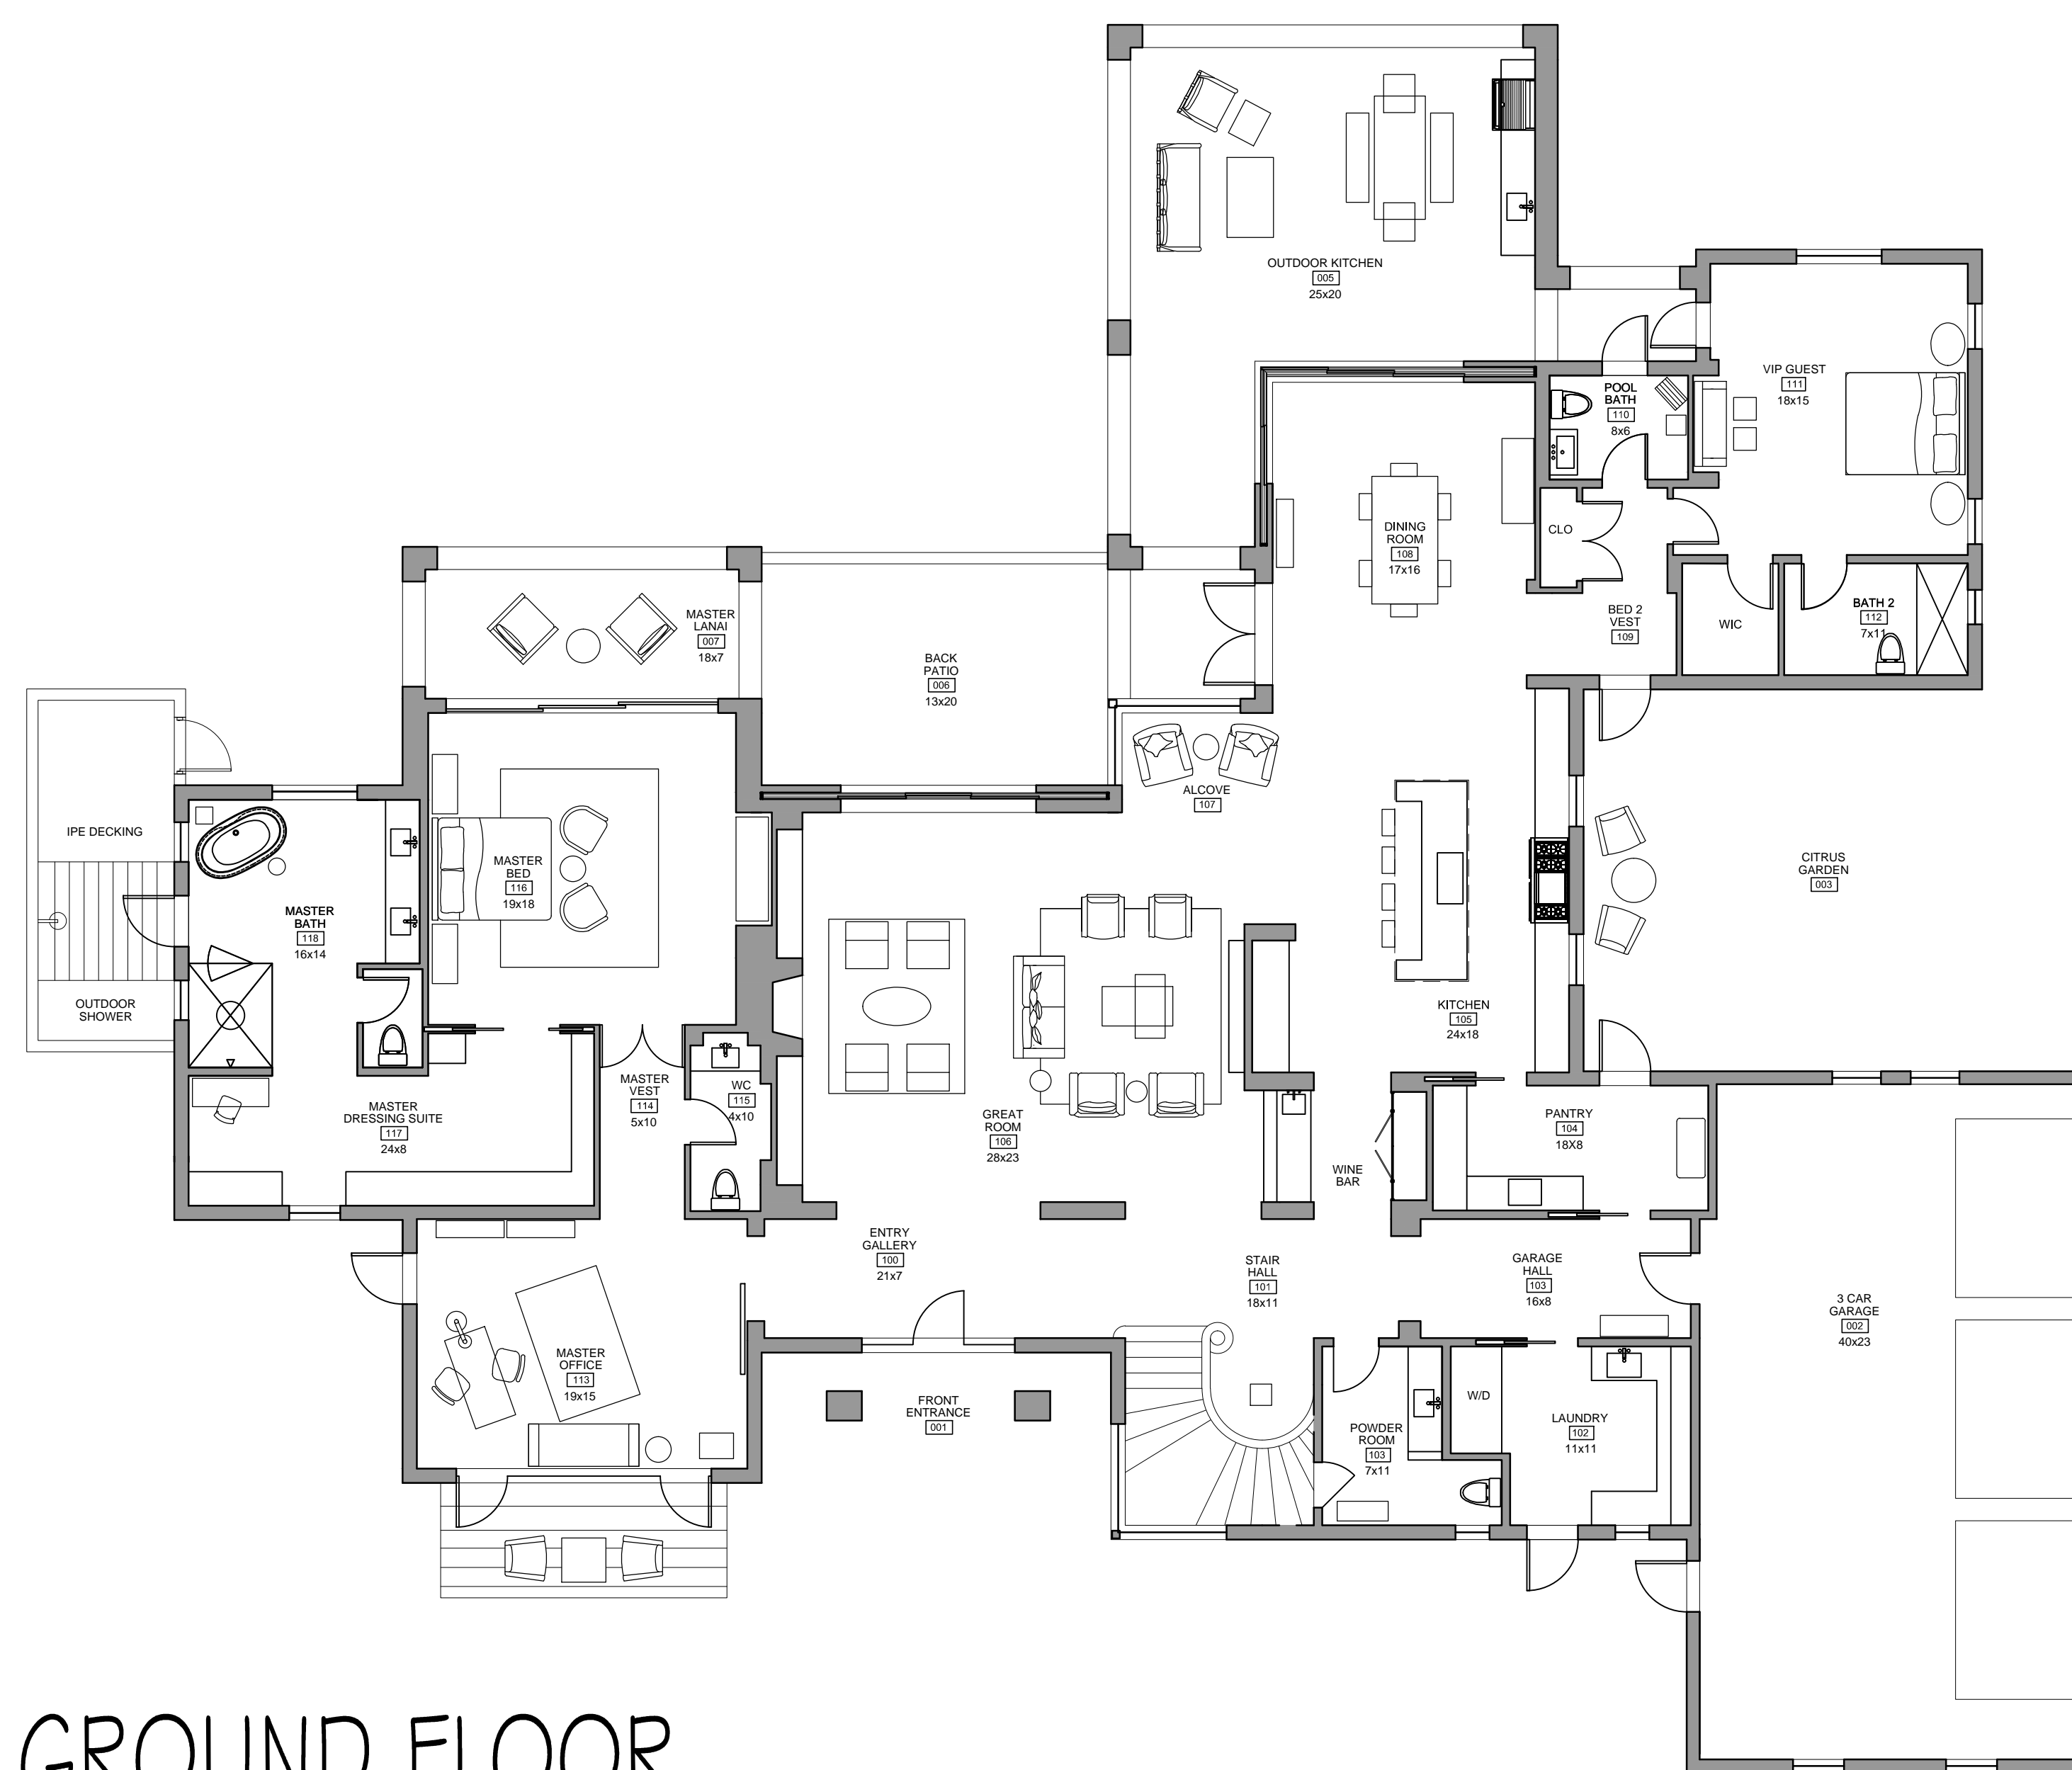 OUTDOOR KITCHEN
005
25x20
VIP GUEST
111
18x15
POOL
BATH
110
8x6
DINING
ROOM
108
17x16
CLO
BED 2
VEST
109
WIC
BATH 2
112
7x11
MASTER
LANAI
007
18x7
BACK
PATIO
006
13x20
ALCOVE
107
IPE DECKING
MASTER
BED
116
19x18
CITRUS
GARDEN
003
MASTER
BATH
118
16x14
OUTDOOR
SHOWER
KITCHEN
105
24x18
MASTER
DRESSING SUITE
117
24x8
MASTER
VEST
114
5x10
WC
115
4x10
GREAT
ROOM
106
28x23
PANTRY
104
18X8
WINE
BAR
ENTRY
GALLERY
100
21x7
STAIR
HALL
101
18x11
GARAGE
HALL
103
16x8
3 CAR
GARAGE
002
40x23
MASTER
OFFICE
113
19x15
FRONT
ENTRANCE
001
W/D
POWDER
ROOM
103
7x11
LAUNDRY
102
11x11
GROUND FLOOR